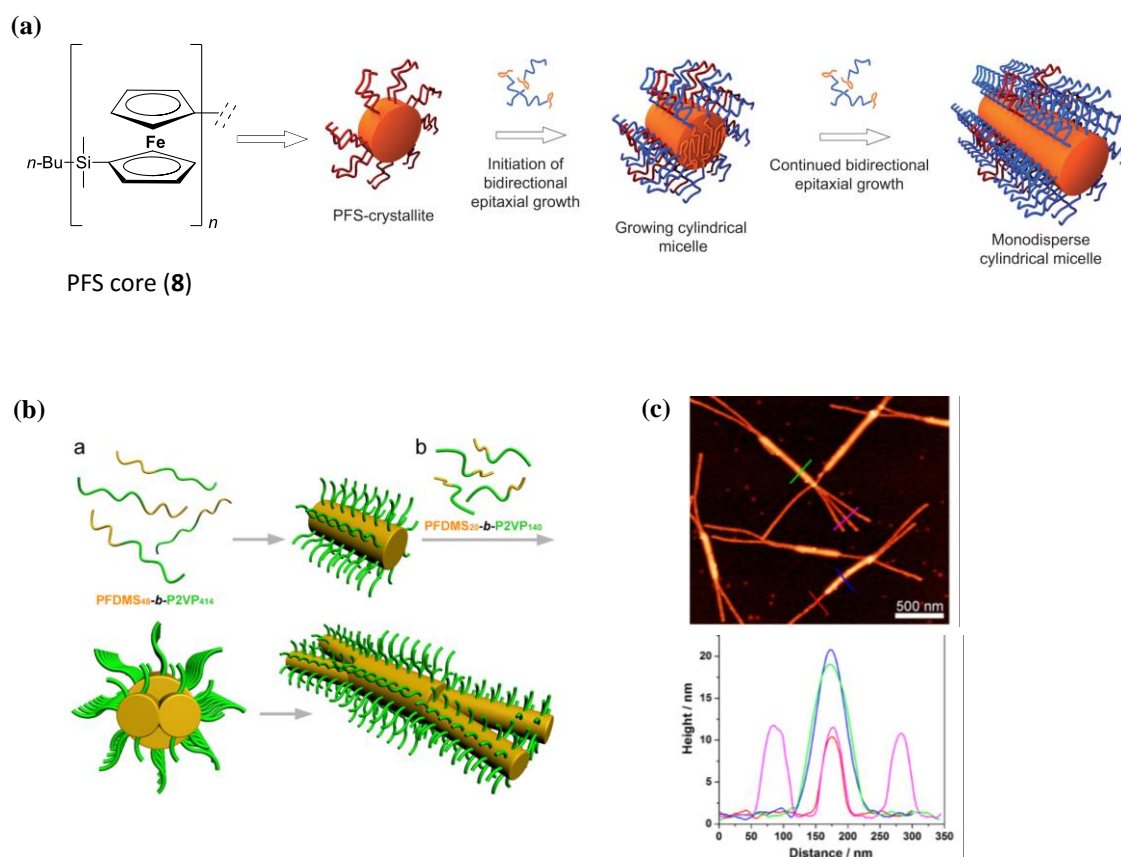 (a)
n-Bu
Si
Fe
n
PFS core (8)
PFS-crystallite
Initiation of
bidirectional
epitaxial growth
Growing cylindrical
micelle
Continued bidirectional
epitaxial growth
Monodisperse
cylindrical micelle
(b)
a
PFDMS₄₈-b-P2VP₄₁₄
b
PFDMS₂₀-b-P2VP₁₄₀
(c)
500 nm
Height / nm
20
15
10
5
0
0 50 100 150 200 250 300 350
Distance / nm